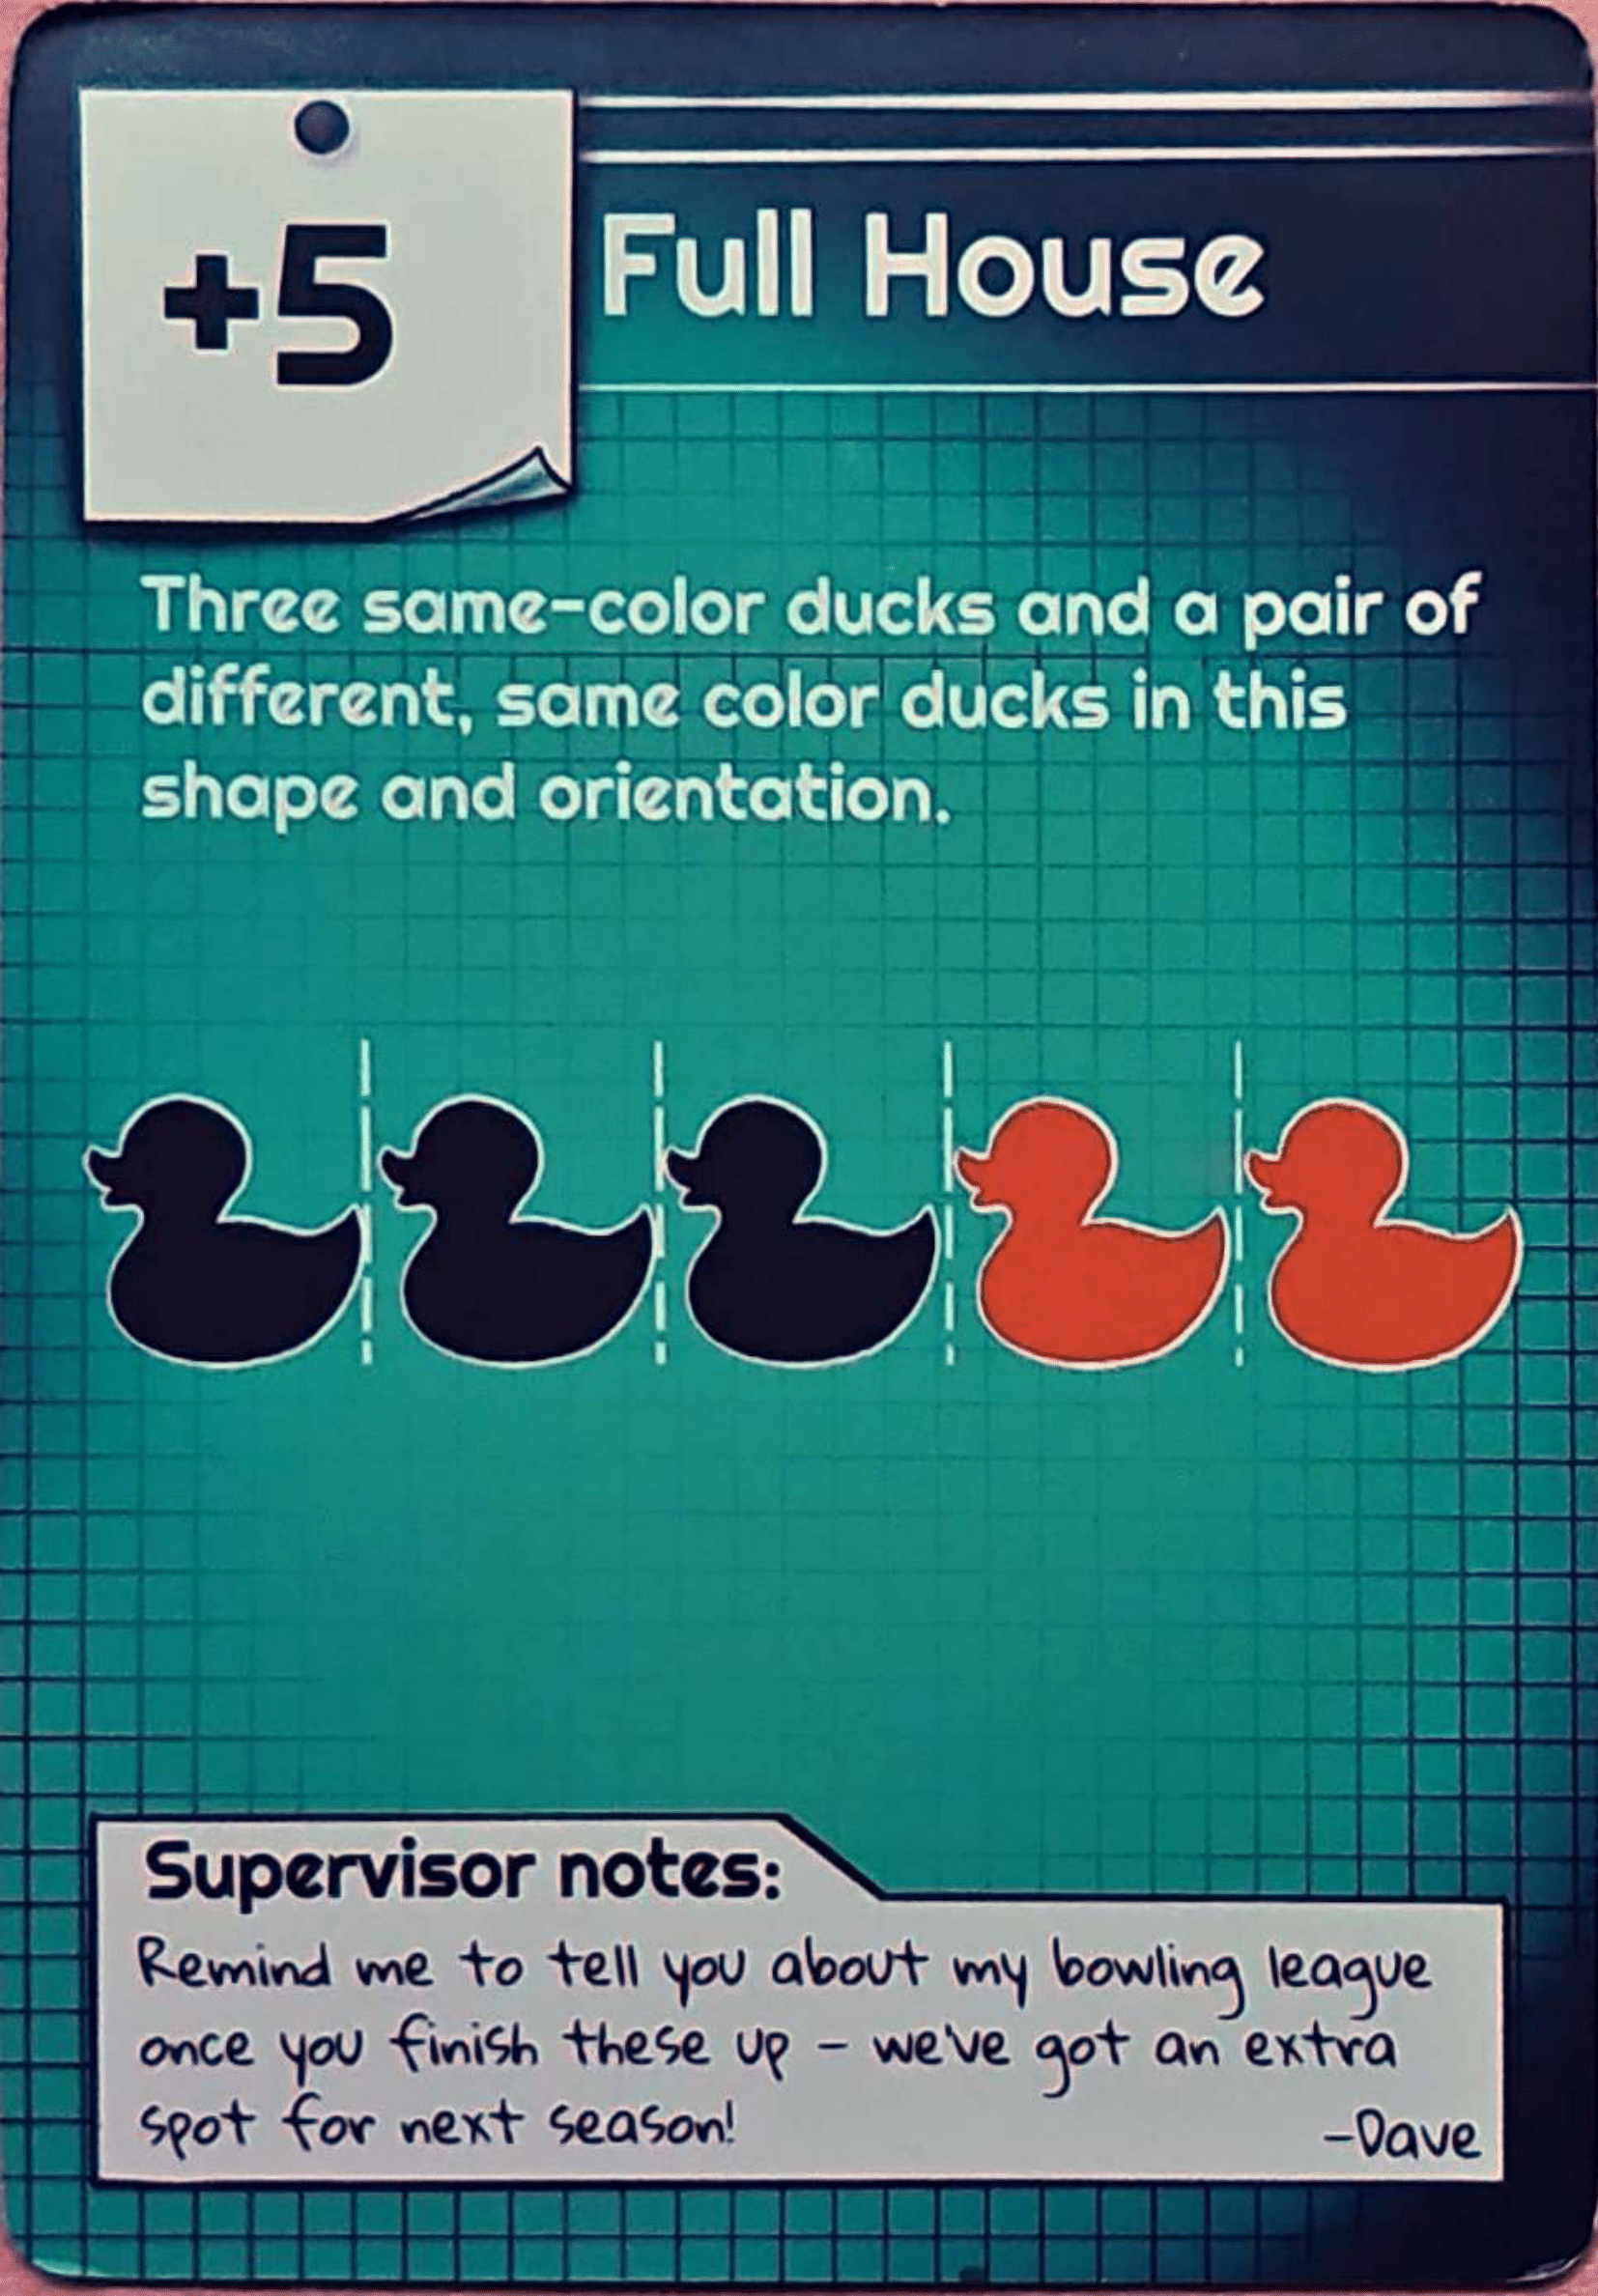 +5
Full House
Three same-color ducks and a pair of
different, same color ducks in this
shape and orientation.
Supervisor notes:
Remind me to tell you about my bowling league
once you finish these up – we've got an extra
spot for next season!
–Dave